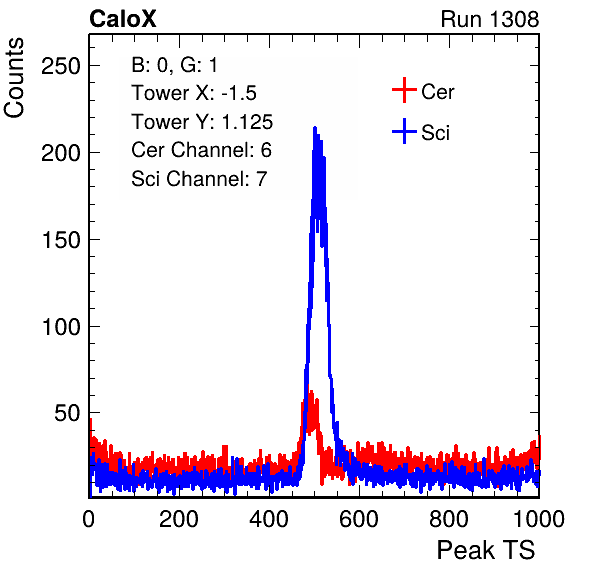 CaloX Run 1308
Counts
250
200
150
100
50
B: 0, G: 1
Tower X: -1.5
Tower Y: 1.125
Cer Channel: 6
Sci Channel: 7
Cer
Sci
0 200 400 600 800 1000
Peak TS